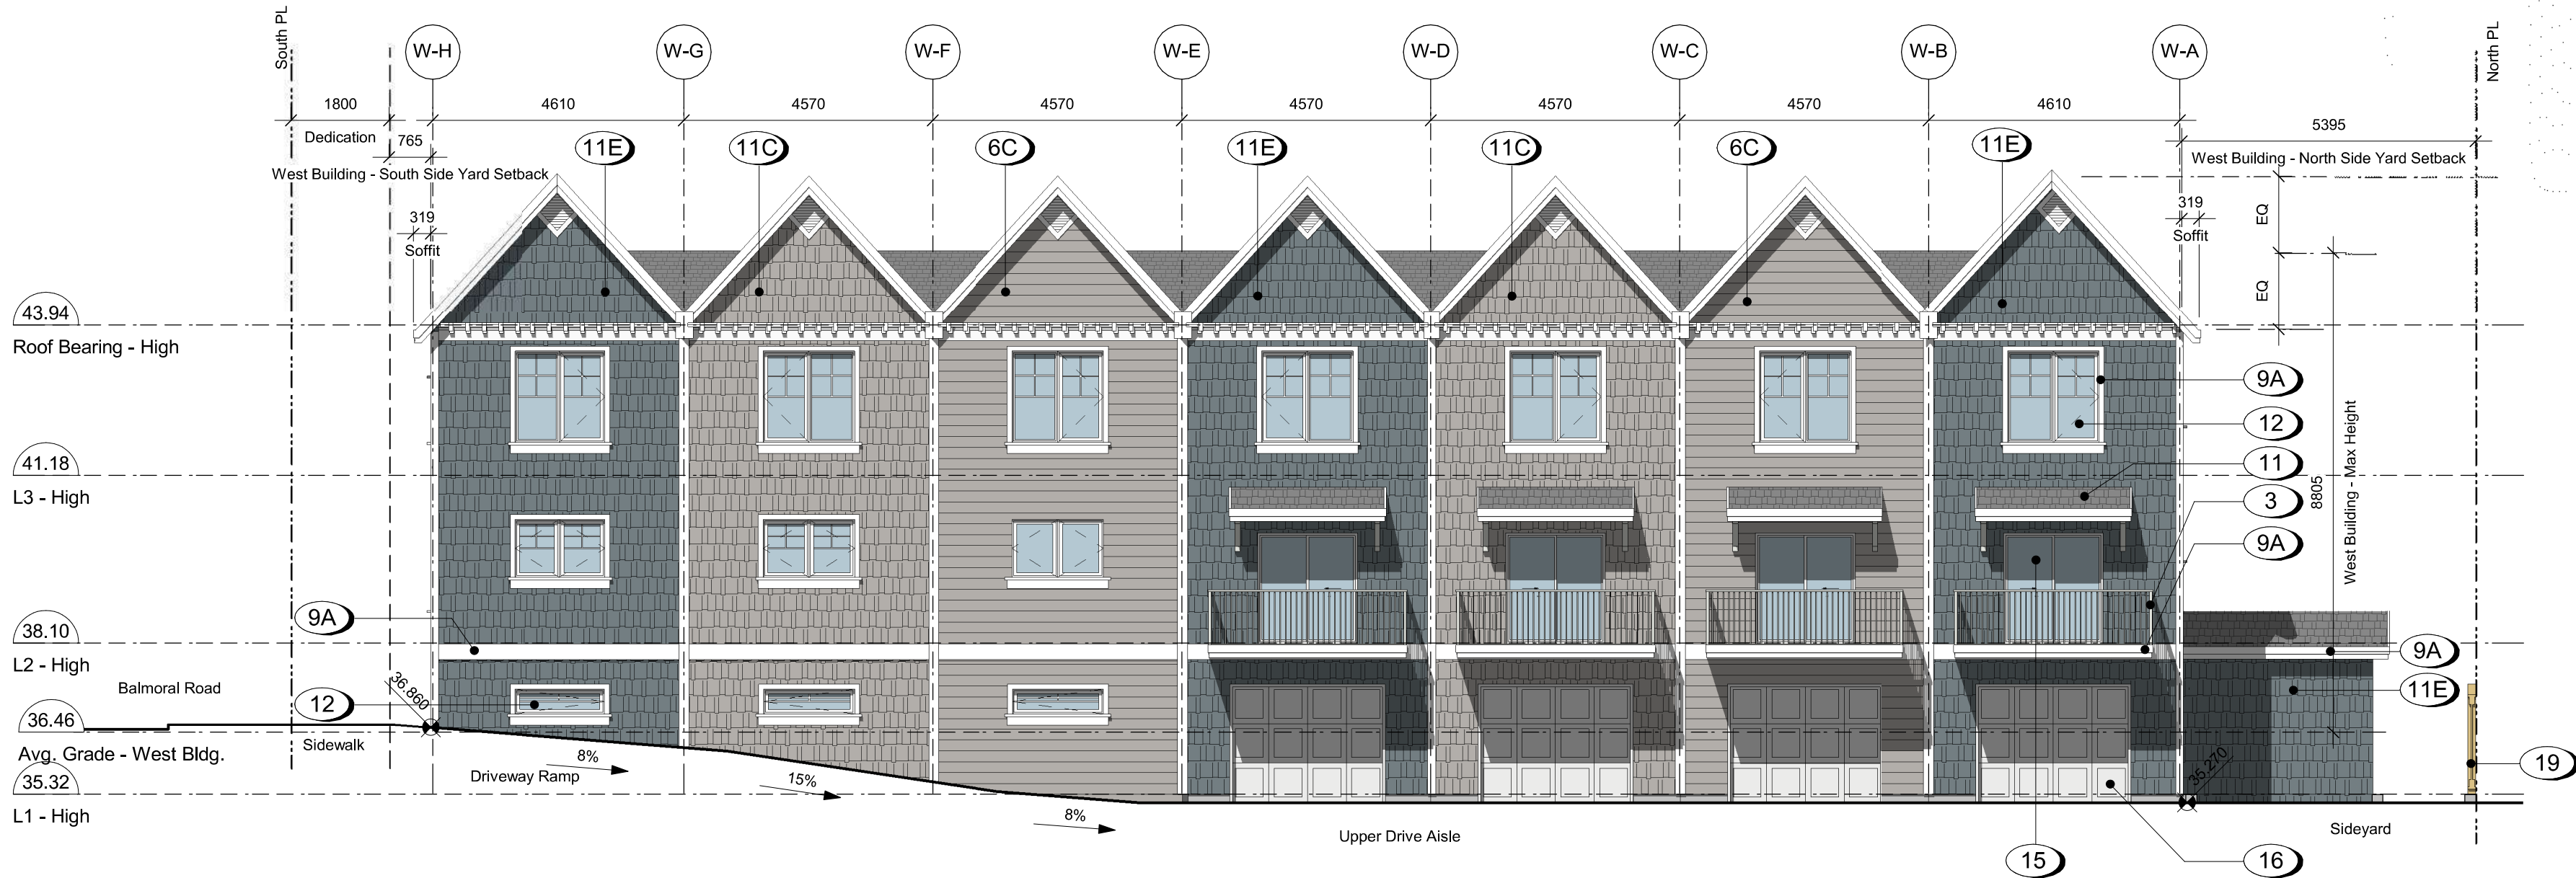 South PL
W-H
W-G
W-F
W-E
W-D
W-C
W-B
W-A
North PL
1800
4610
4570
4570
4570
4570
4570
4610
5395
Dedication
765
11E
11C
6C
11E
11C
6C
11E
West Building - South Side Yard Setback
West Building - North Side Yard Setback
319
Soffit
319
Soffit
EQ
EQ
43.94
Roof Bearing - High
9A
12
41.18
L3 - High
11
3
9A
8805
West Building - Max Height
9A
38.10
L2 - High
9A
11E
Balmoral Road
36.860
12
36.46
Avg. Grade - West Bldg.
Sidewalk
8%
Driveway Ramp
15%
35.32
L1 - High
8%
35.270
19
Upper Drive Aisle
Sideyard
15
16